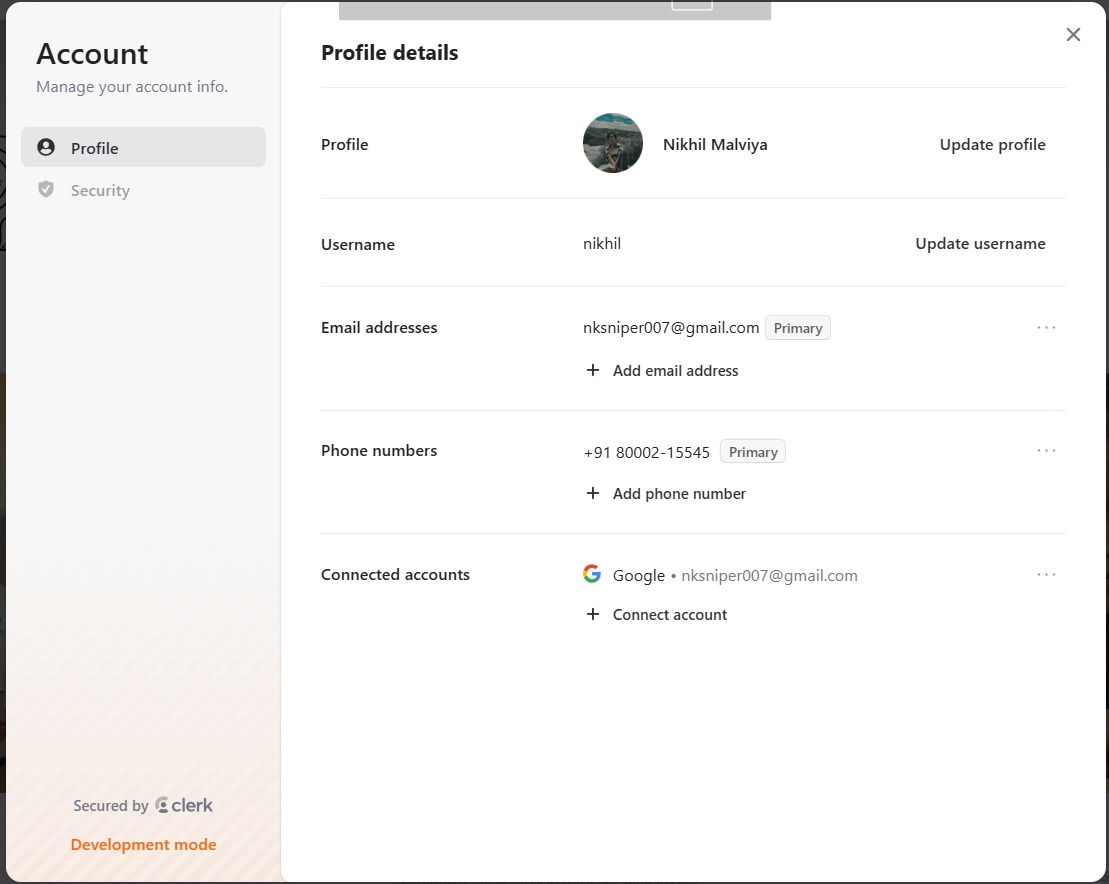 Account
Manage your account info.
Profile
Security
Secured by clerk
Development mode
Profile details
Profile
Nikhil Malviya
Update profile
Username
nikhil
Update username
Email addresses
nksniper007@gmail.com Primary
+ Add email address
Phone numbers
+91 80002-15545 Primary
+ Add phone number
Connected accounts
Google • nksniper007@gmail.com
+ Connect account